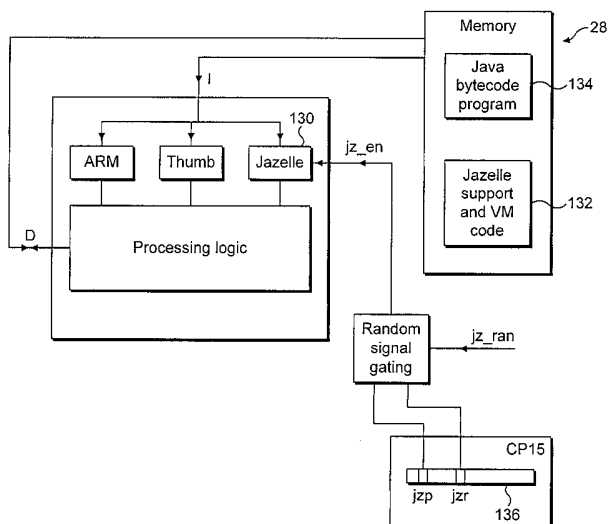 Memory
28
Java
bytecode
program
134
I
130
ARM
Thumb
Jazelle
jz_en
Jazelle
support
and VM
code
132
D
Processing logic
Random
signal
gating
jz_ran
CP15
jzp
jzr
136